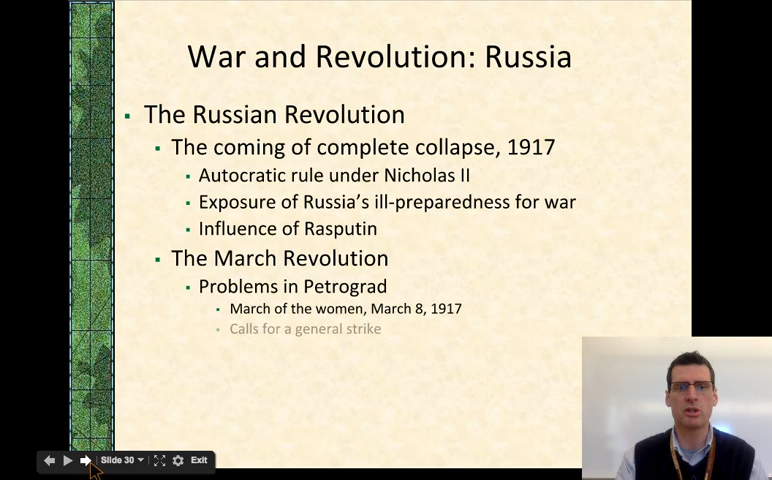 War and Revolution: Russia
The Russian Revolution
The coming of complete collapse, 1917
Autocratic rule under Nicholas II
Exposure of Russia's ill-preparedness for war
Influence of Rasputin
The March Revolution
Problems in Petrograd
March of the women, March 8, 1917
Calls for a general strike
Slide 30
Exit